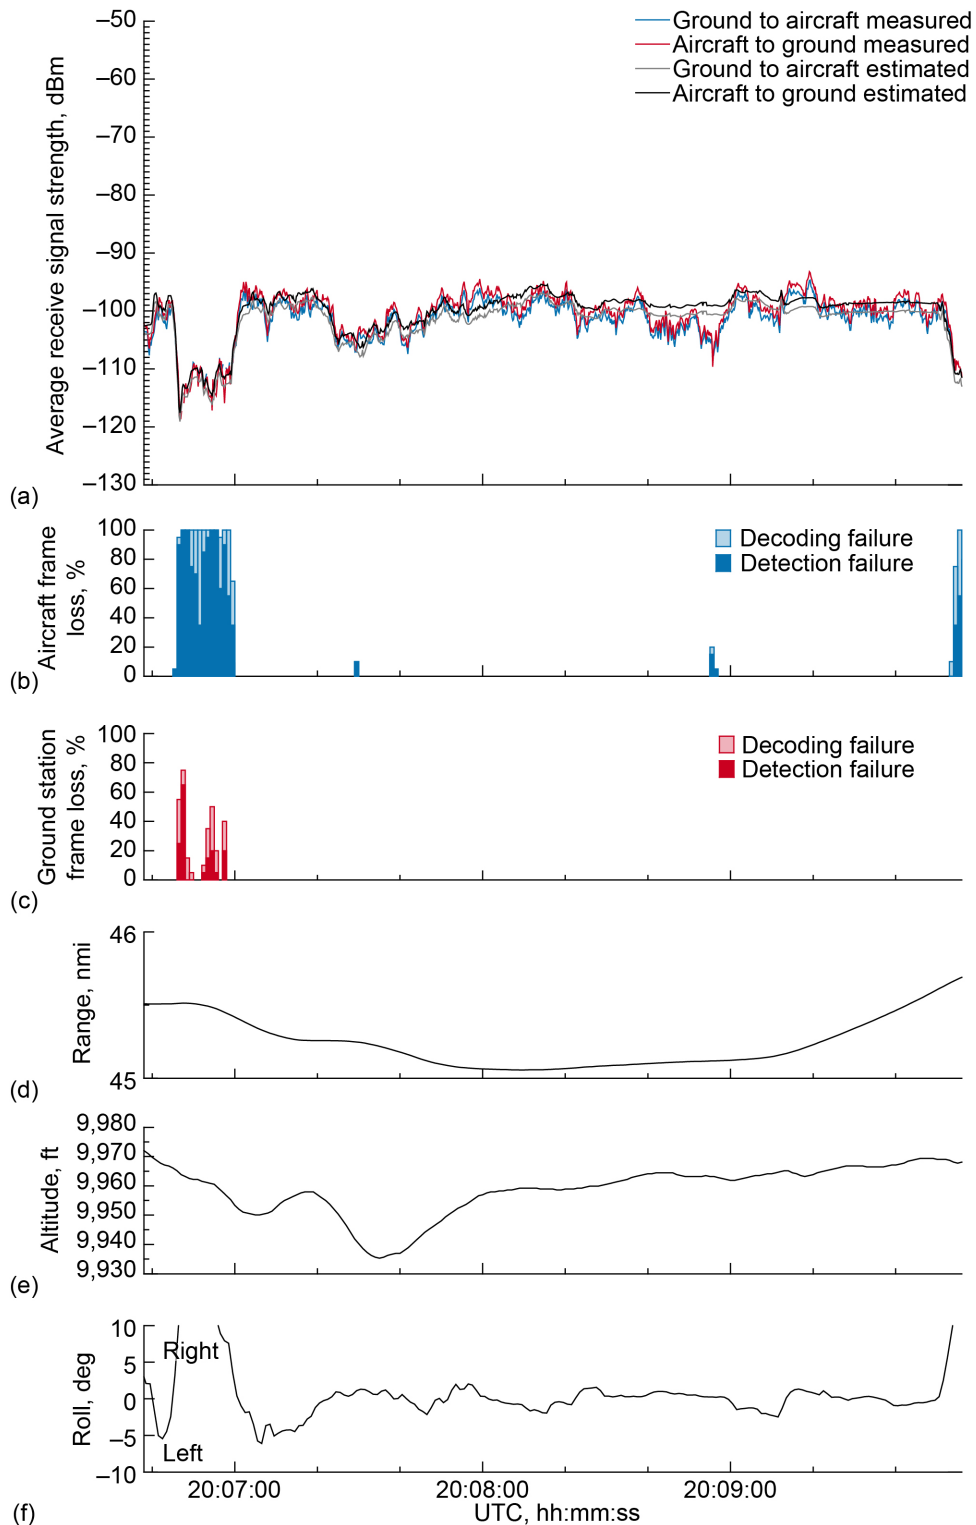 Ground to aircraft measured
Aircraft to ground measured
Ground to aircraft estimated
Aircraft to ground estimated
Average receive signal strength, dBm
–50
–60
–70
–80
–90
–100
–110
–120
–130
(a)
Aircraft frame
loss, %
100
80
60
40
20
0
Decoding failure
Detection failure
(b)
Ground station
frame loss, %
100
80
60
40
20
0
Decoding failure
Detection failure
(c)
Range, nmi
46
45
(d)
Altitude, ft
9,980
9,970
9,960
9,950
9,940
9,930
(e)
Roll, deg
10
5
0
–5
–10
Right
Left
20:07:00
20:08:00
20:09:00
UTC, hh:mm:ss
(f)